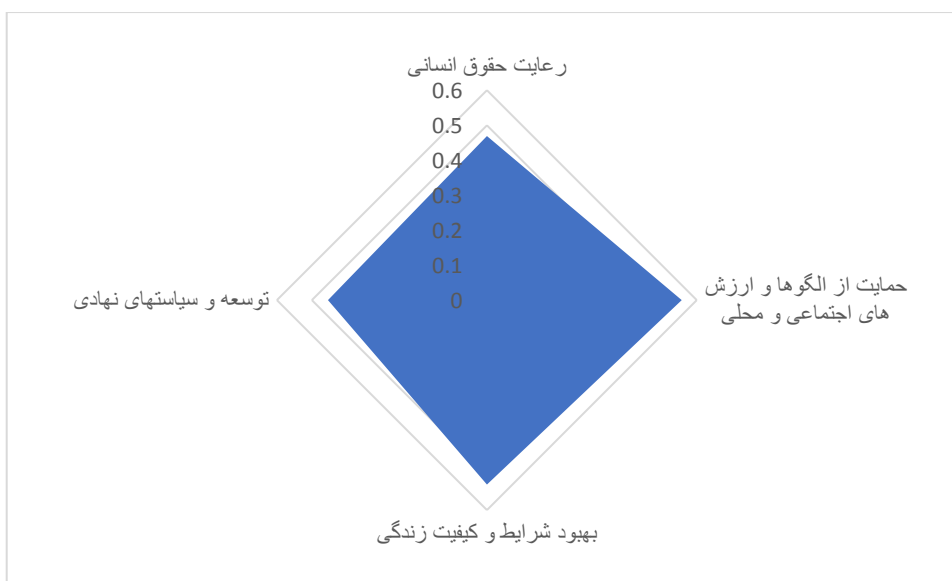 رعایت حقوق انسانی
0.6
0.5
0.4
0.3
0.2
0.1
0
حمایت از الگوها و ارزش
های اجتماعی و محلی
توسعه و سیاستهای نهادی
بهبود شرایط و کیفیت زندگی